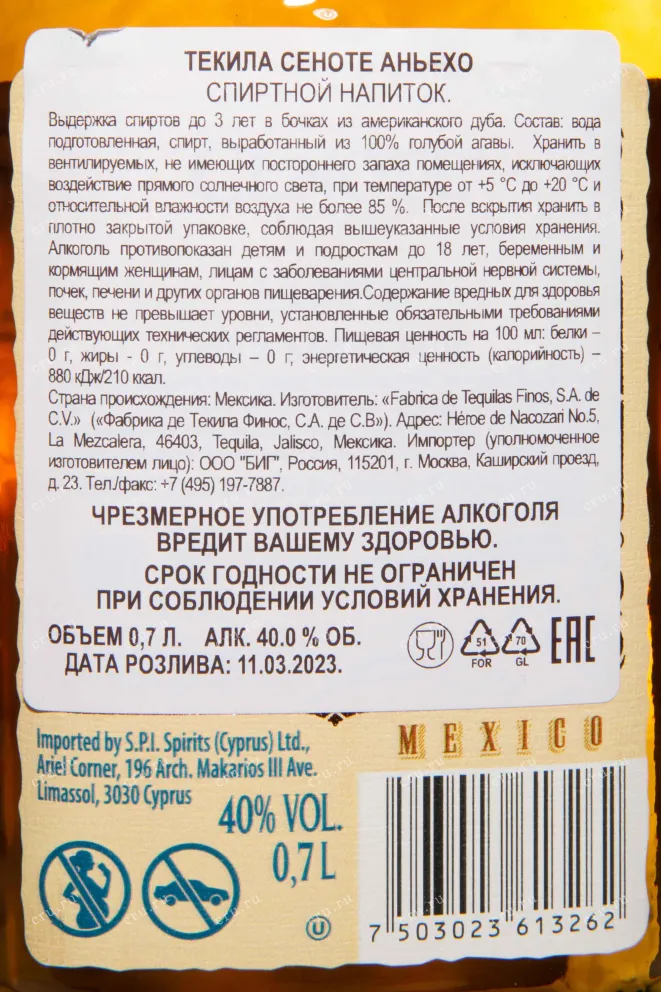 ТЕКИЛА СЕНОТЕ АНЬЕХО
СПИРТНОЙ НАПИТОК.
Выдержка спиртов до 3 лет в бочках из американского дуба. Состав: вода
подготовленная, спирт, выработанный из 100% голубой агавы. Хранить в
вентилируемых, не имеющих постороннего запаха помещениях, исключающих
воздействие прямого солнечного света, при температуре от +5 °С до +20 °С и
относительной влажности воздуха не более 85 %. После вскрытия хранить в
плотно закрытой упаковке, соблюдая вышеуказанные условия хранения.
Алкоголь противопоказан детям и подросткам до 18 лет, беременным и
кормящим женщинам, лицам с заболеваниями центральной нервной системы,
почек, печени и других органов пищеварения.Содержание вредных для здоровья
веществ не превышает уровни, установленные обязательными требованиями
действующих технических регламентов. Пищевая ценность на 100 мл: белки –
0 г, жиры - 0 г, углеводы – 0 г, энергетическая ценность (калорийность) –
880 кДж/210 ккал.
Страна происхождения: Мексика. Изготовитель: «Fabrica de Tequilas Finos, S.A. de
C.V.» («Фабрика де Текила Финос, С.А. де С.В»). Адрес: Héroe de Nacozari No.5,
La Mezcalera, 46403, Tequila, Jalisco, Мексика. Импортер (уполномоченное
изготовителем лицо): ООО "БИГ", Россия, 115201, г. Москва, Каширский проезд,
д. 23. Тел./факс: +7 (495) 197-7887.
ЧРЕЗМЕРНОЕ УПОТРЕБЛЕНИЕ АЛКОГОЛЯ
ВРЕДИТ ВАШЕМУ ЗДОРОВЬЮ.
СРОК ГОДНОСТИ НЕ ОГРАНИЧЕН
ПРИ СОБЛЮДЕНИИ УСЛОВИЙ ХРАНЕНИЯ.
ОБЪЕМ 0,7 Л. АЛК. 40.0 % ОБ.
ДАТА РОЗЛИВА: 11.03.2023.
51 FOR
70 GL
EAC
MEXICO
Imported by S.P.I. Spirits (Cyprus) Ltd.,
Ariel Corner, 196 Arch. Makarios III Ave.
Limassol, 3030 Cyprus
40% VOL.
0,7L
U
7 503023 613262